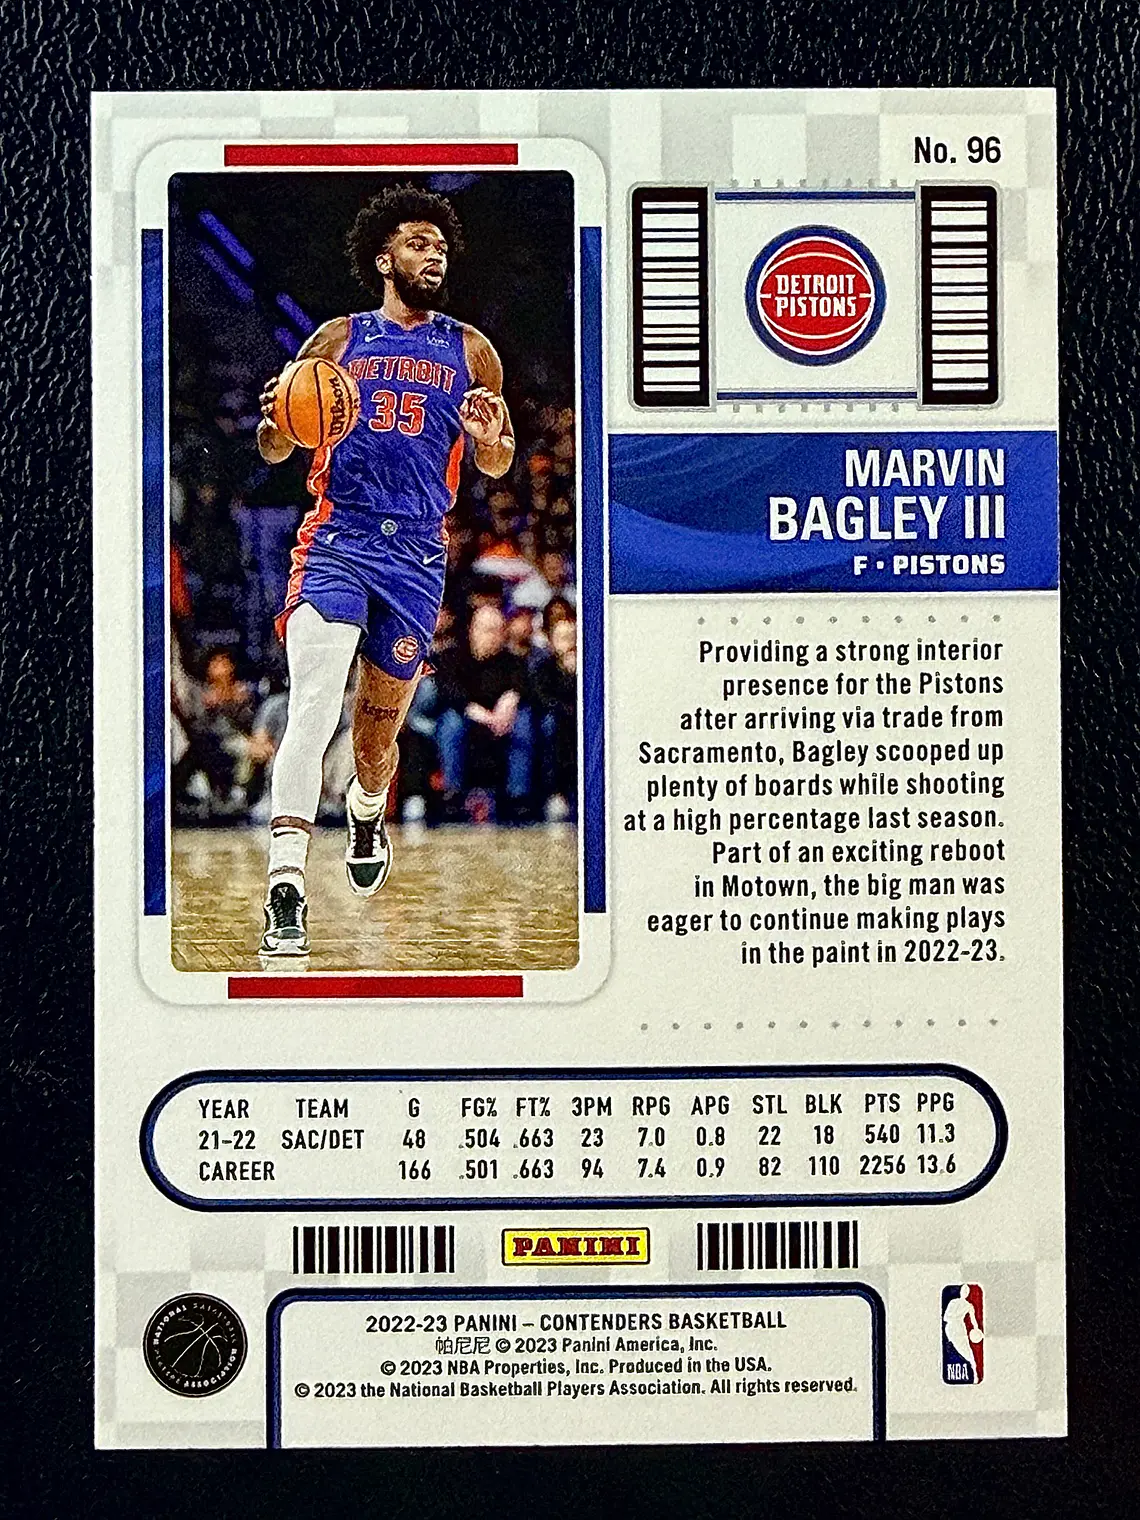 No. 96
DETROIT
PISTONS
Wilson
DETROIT
35
MARVIN
BAGLEY III
F • PISTONS
Providing a strong interior
presence for the Pistons
after arriving via trade from
Sacramento, Bagley scooped up
plenty of boards while shooting
at a high percentage last season.
Part of an exciting reboot
in Motown, the big man was
eager to continue making plays
in the paint in 2022-23.
YEAR TEAM G FG% FT% 3PM RPG APG STL BLK PTS PPG
21-22 SAC/DET 48 .504 .663 23 7.0 0.8 22 18 540 11.3
CAREER 166 .501 .663 94 7.4 0.9 82 110 2256 13.6
PANINI
2022-23 PANINI – CONTENDERS BASKETBALL
帕尼尼 © 2023 Panini America, Inc.
© 2023 NBA Properties, Inc. Produced in the USA.
© 2023 the National Basketball Players Association. All rights reserved.
NATIONAL BASKETBALL
PLAYERS ASSOCIATION
NBA